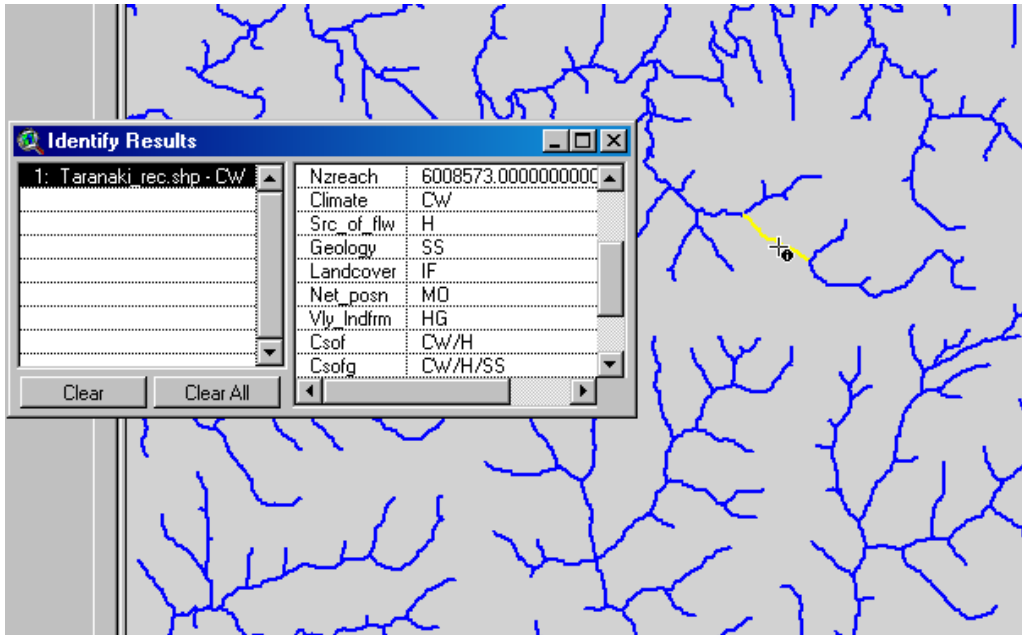 Identify Results
1: Taranaki_rec.shp - CW
Nzreach 6008573.0000000000
Climate CW
Src_of_flw H
Geology SS
Landcover IF
Net_posn MO
Vly_lndfrm HG
Csof CW/H
Csofg CW/H/SS
Clear Clear All